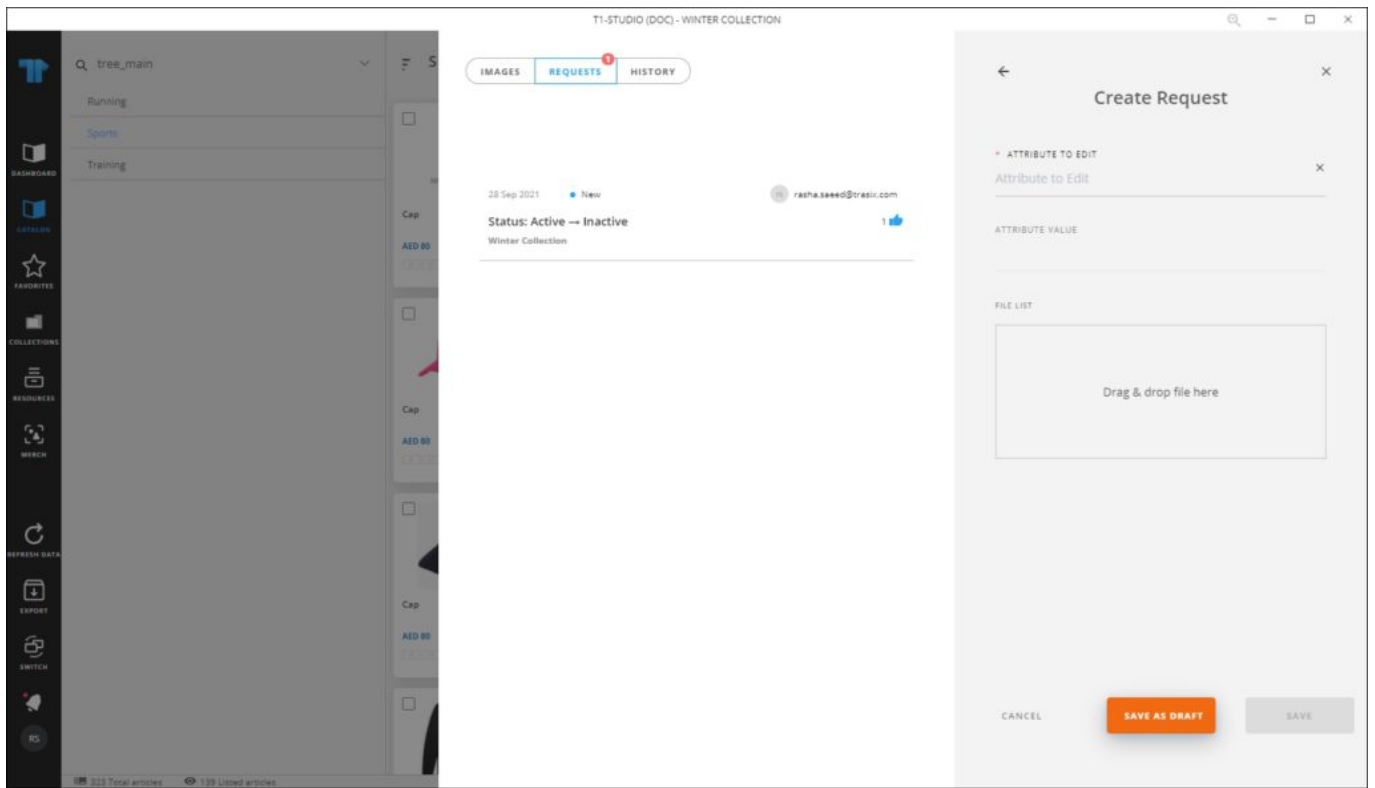 T1-STUDIO (DOC) - WINTER COLLECTION
tree_main
Running
Sports
Training
DASHBOARD
CATALOG
FAVORITES
COLLECTIONS
RESOURCES
MERCH
REFRESH DATA
EXPORT
SWITCH
RS
S
Cap
AED 80
Cap
AED 80
Cap
AED 80
323 Total articles
139 Listed articles
IMAGES
REQUESTS
1
HISTORY
28 Sep 2021
New
rs
rasha.saeed@trasix.com
Status: Active → Inactive
1
Winter Collection
Create Request
* ATTRIBUTE TO EDIT
Attribute to Edit
ATTRIBUTE VALUE
FILE LIST
Drag & drop file here
CANCEL
SAVE AS DRAFT
SAVE